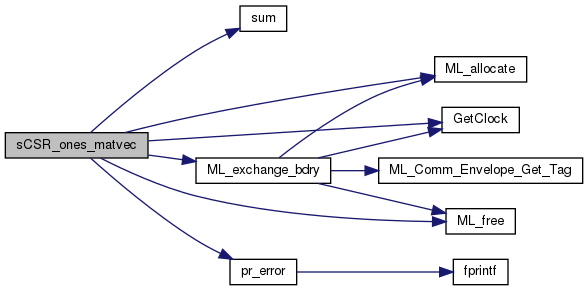 sum
ML_allocate
GetClock
sCSR_ones_matvec
ML_exchange_bdry
ML_Comm_Envelope_Get_Tag
ML_free
pr_error
fprintf